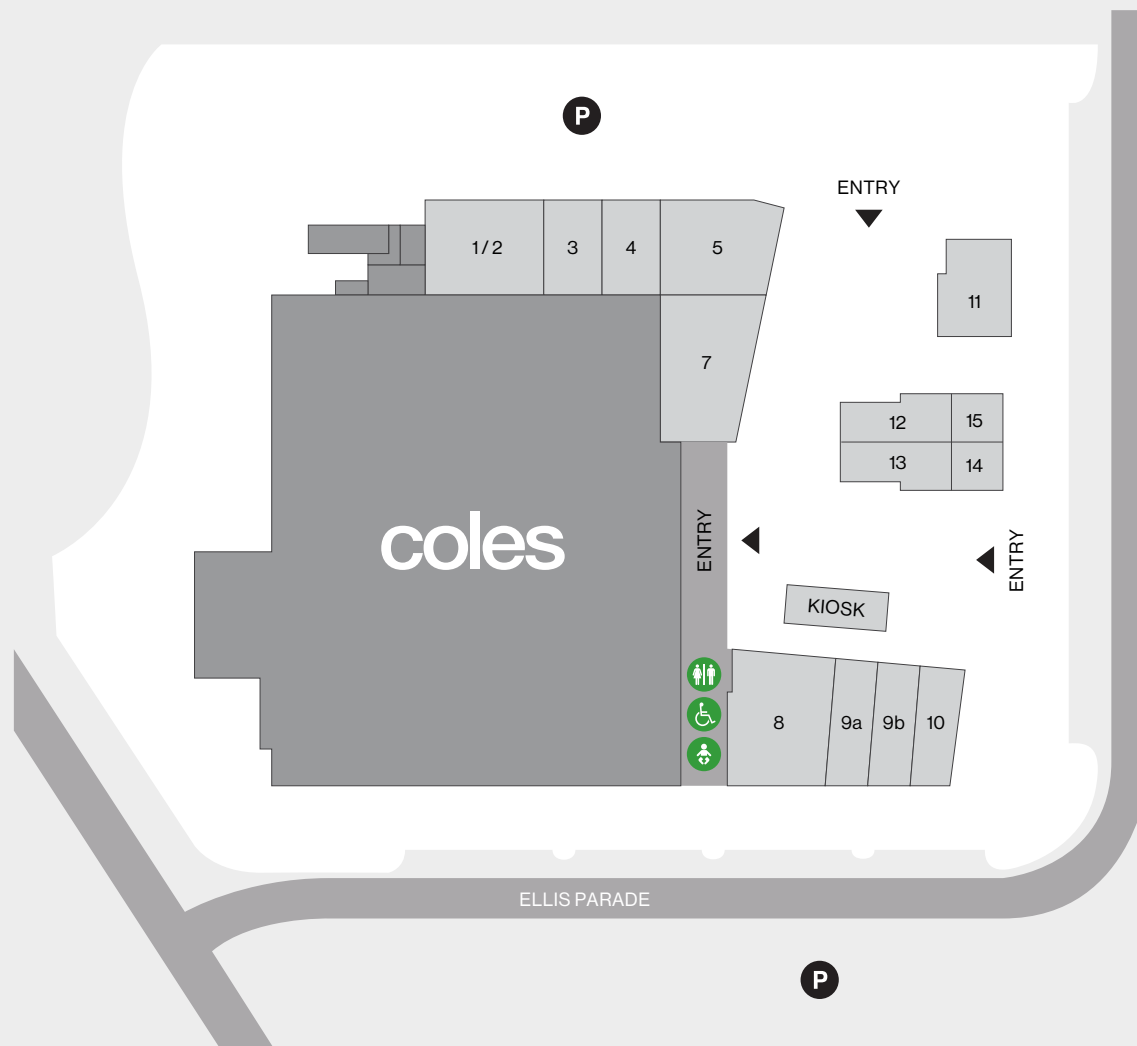 P
ENTRY
1/2
3
4
5
11
7
12
15
13
14
coles
ENTRY
ENTRY
KIOSK
8
9a
9b
10
ELLIS PARADE
P